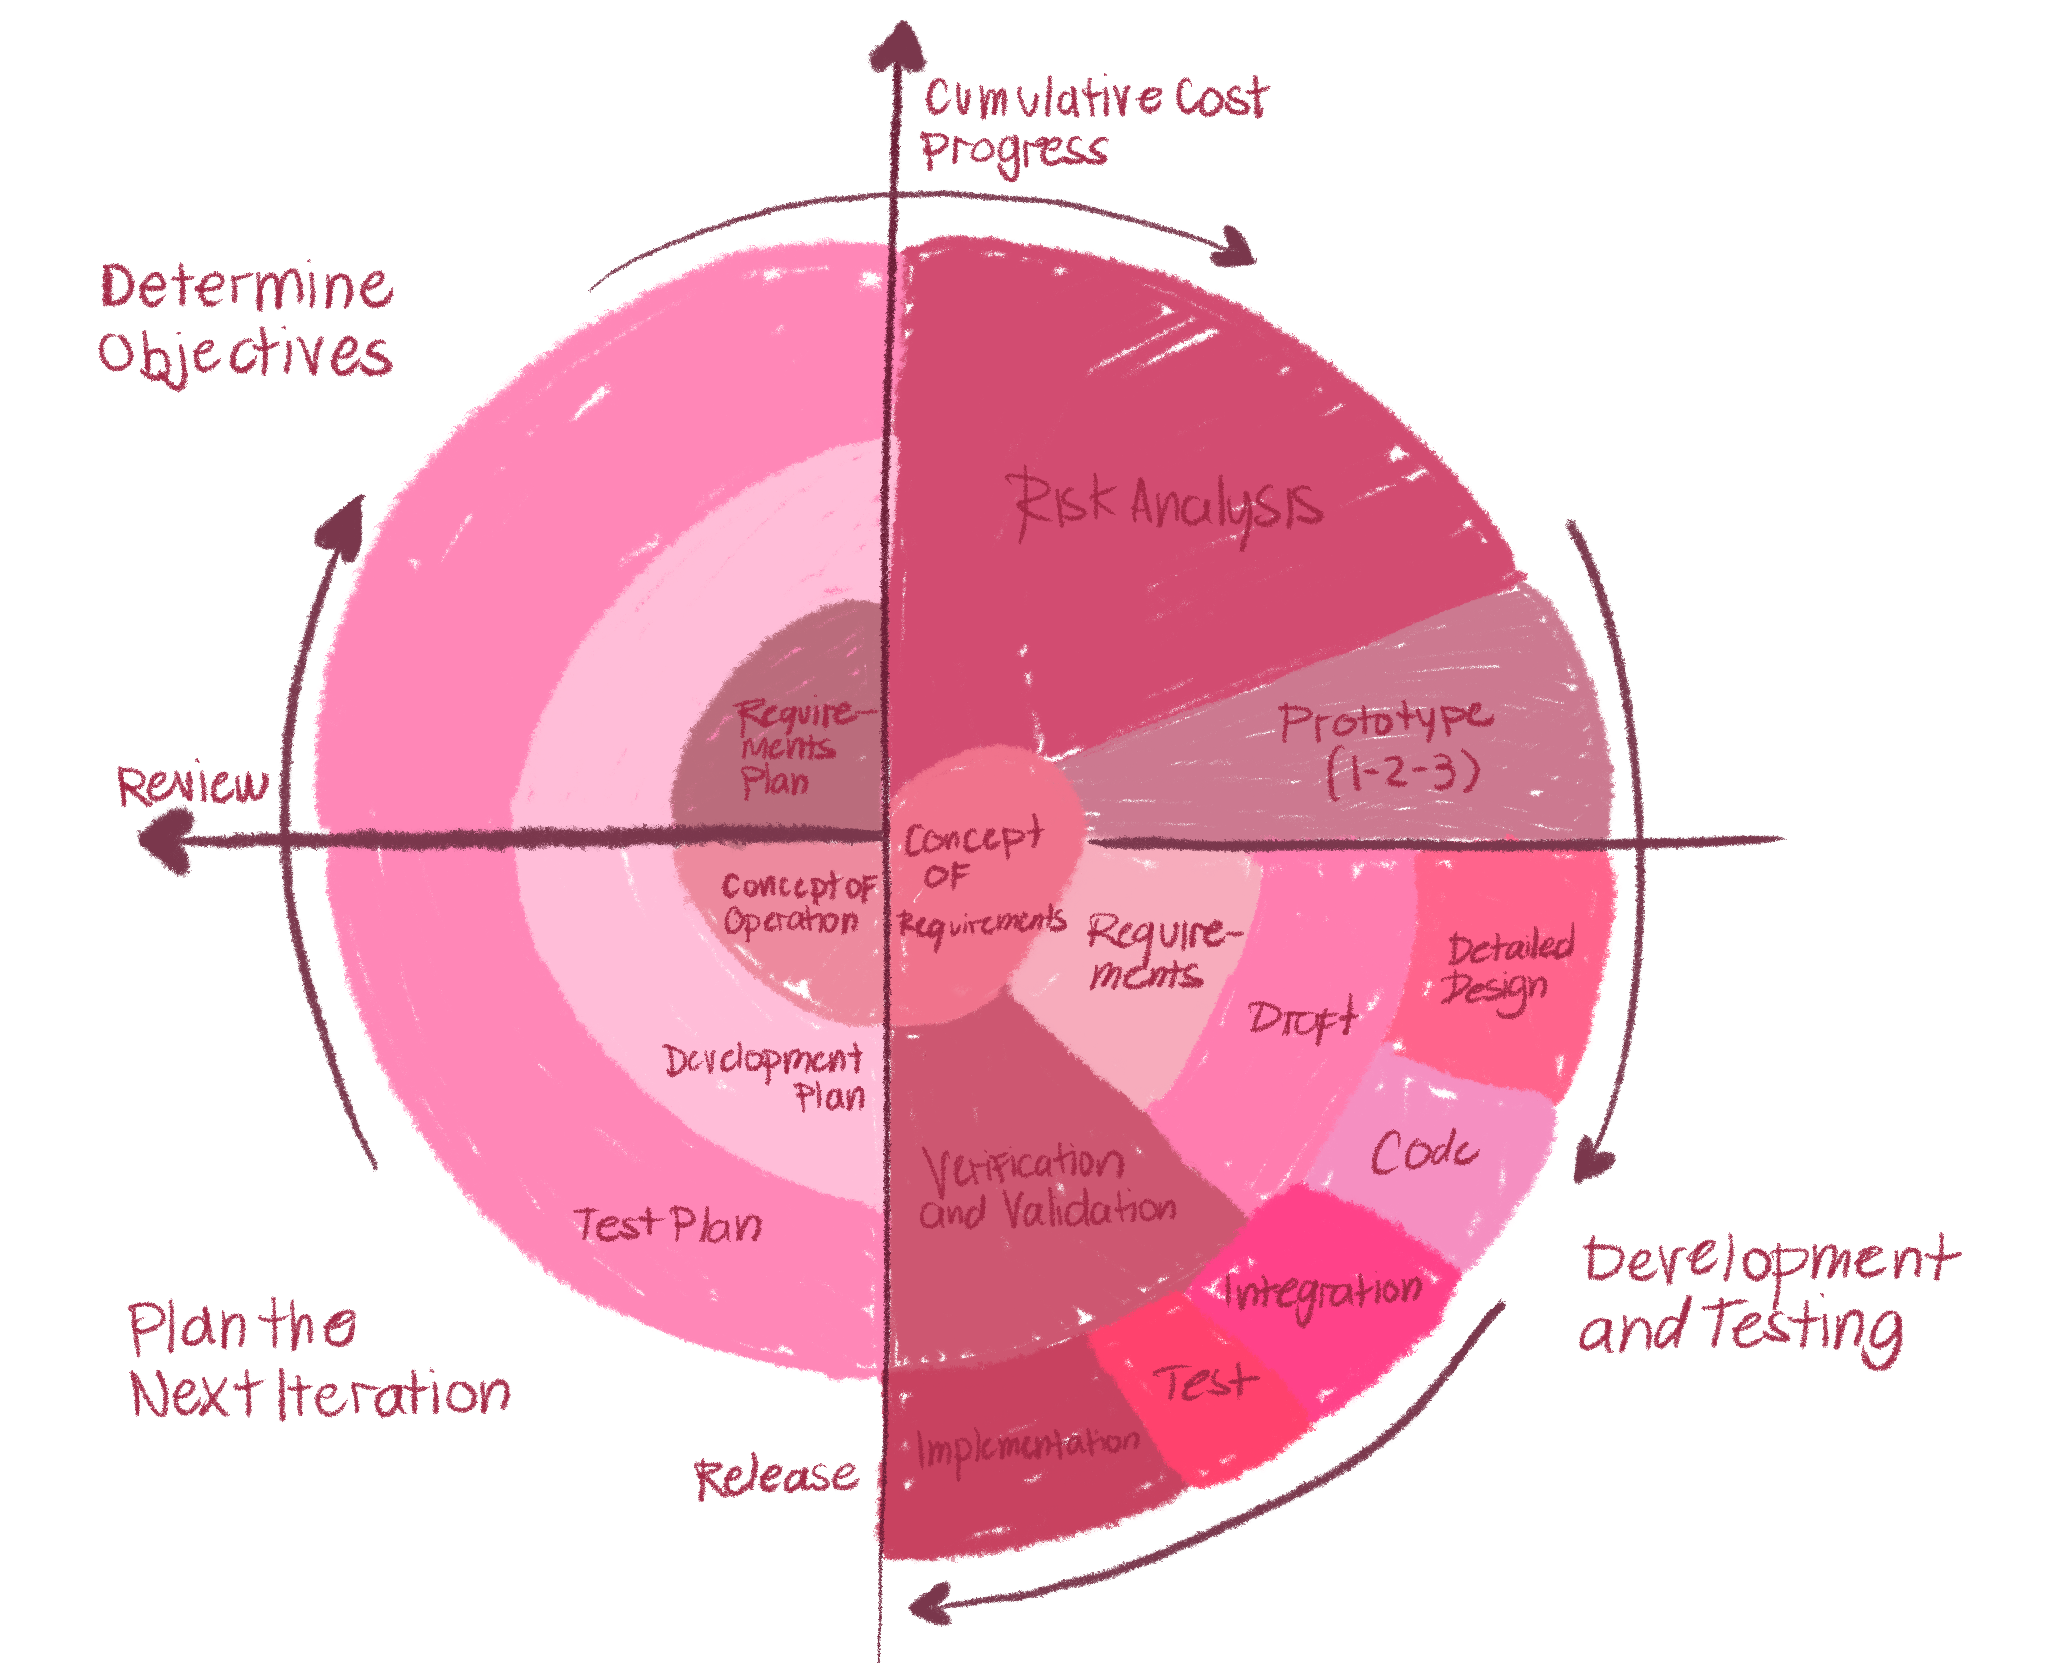 Cumulative Cost
Progress
Determine
Objectives
Risk Analysis
Require-
ments
Plan
Prototype
(1-2-3)
Review
Concept
OF
Requirements
Concept OF
Operation
Require-
ments
Detailed
Design
Draft
Development
Plan
Code
Verification
and Validation
Test Plan
Integration
Development
and Testing
Plan the
Next Iteration
Test
Implementation
Release